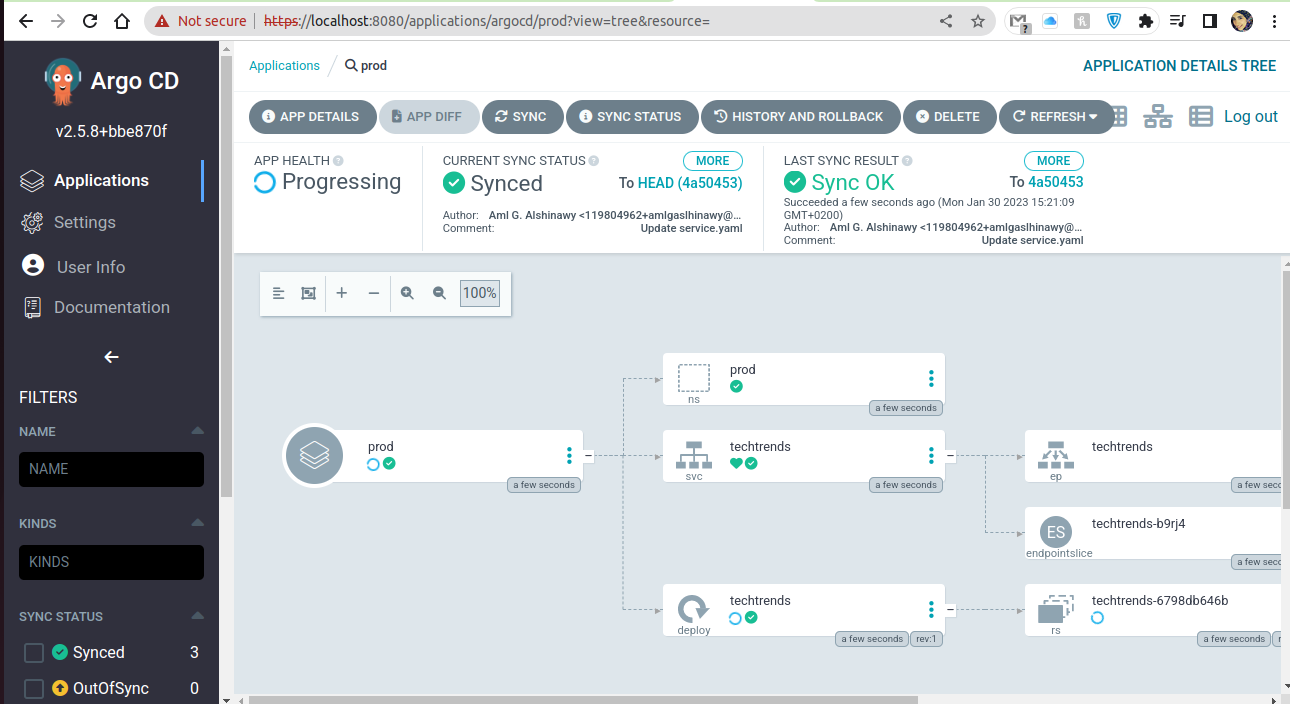 Not secure | https://localhost:8080/applications/argocd/prod?view=tree&resource=
Argo CD
v2.5.8+bbe870f
Applications
Settings
User Info
Documentation
FILTERS
NAME
NAME
KINDS
KINDS
SYNC STATUS
Synced 3
OutOfSync 0
Applications / prod
APPLICATION DETAILS TREE
APP DETAILS APP DIFF SYNC SYNC STATUS HISTORY AND ROLLBACK DELETE REFRESH Log out
APP HEALTH
Progressing
CURRENT SYNC STATUS MORE
Synced To HEAD (4a50453)
Author: Aml G. Alshinawy <119804962+amlgaslhinawy@...
Comment: Update service.yaml
LAST SYNC RESULT MORE
Sync OK To 4a50453
Succeeded a few seconds ago (Mon Jan 30 2023 15:21:09
GMT+0200)
Author: Aml G. Alshinawy <119804962+amlgaslhinawy@...
Comment: Update service.yaml
100%
prod
a few seconds
prod
ns
a few seconds
techtrends
svc
a few seconds
techtrends
deploy
a few seconds rev:1
techtrends
ep
a few sec
techtrends-b9rj4
ES
endpointslice
a few sec
techtrends-6798db646b
rs
a few seconds r